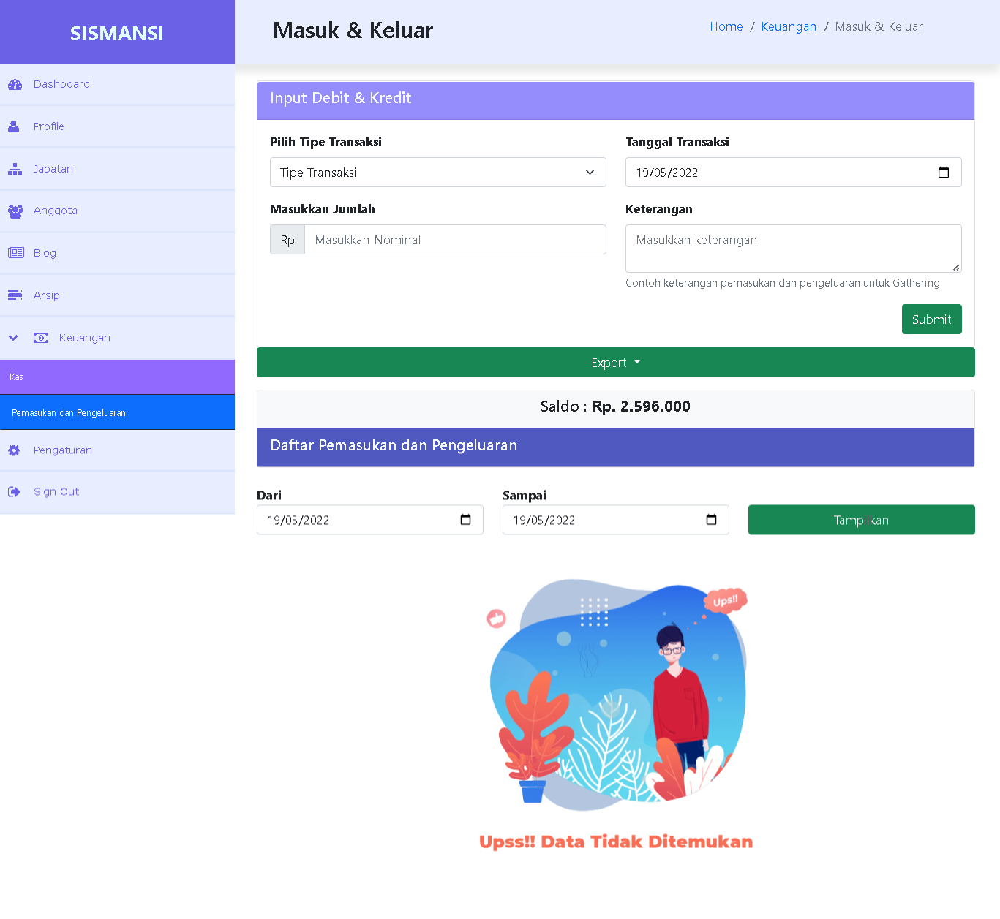 SISMANSI
Dashboard
Profile
Jabatan
Anggota
Blog
Arsip
Keuangan
Kas
Pemasukan dan Pengeluaran
Pengaturan
Sign Out
Masuk & Keluar
Home / Keuangan / Masuk & Keluar
Input Debit & Kredit
Pilih Tipe Transaksi
Tipe Transaksi
Tanggal Transaksi
19/05/2022
Masukkan Jumlah
Rp Masukkan Nominal
Keterangan
Masukkan keterangan
Contoh keterangan pemasukan dan pengeluaran untuk Gathering
Submit
Export
Saldo : Rp. 2.596.000
Daftar Pemasukan dan Pengeluaran
Dari
19/05/2022
Sampai
19/05/2022
Tampilkan
Ups!!
Upss!! Data Tidak Ditemukan